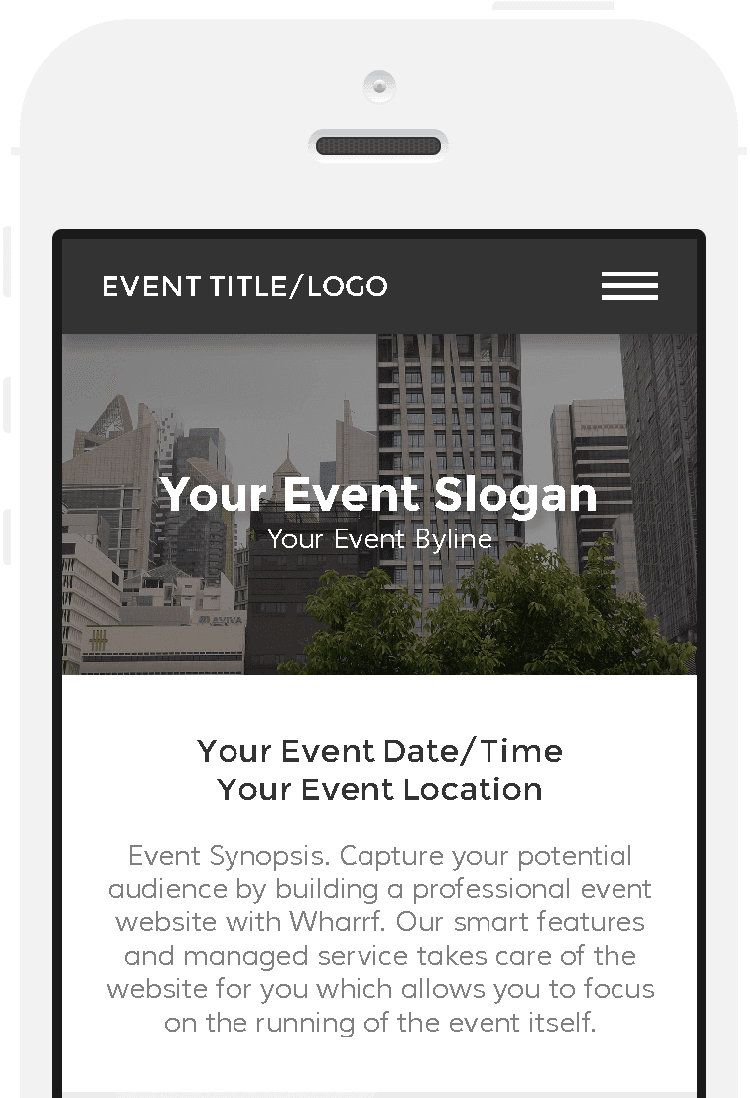 EVENT TITLE/LOGO
Your Event Slogan
Your Event Byline
AVIVA
Your Event Date/Time
Your Event Location
Event Synopsis. Capture your potential
audience by building a professional event
website with Wharrf. Our smart features
and managed service takes care of the
website for you which allows you to focus
on the running of the event itself.